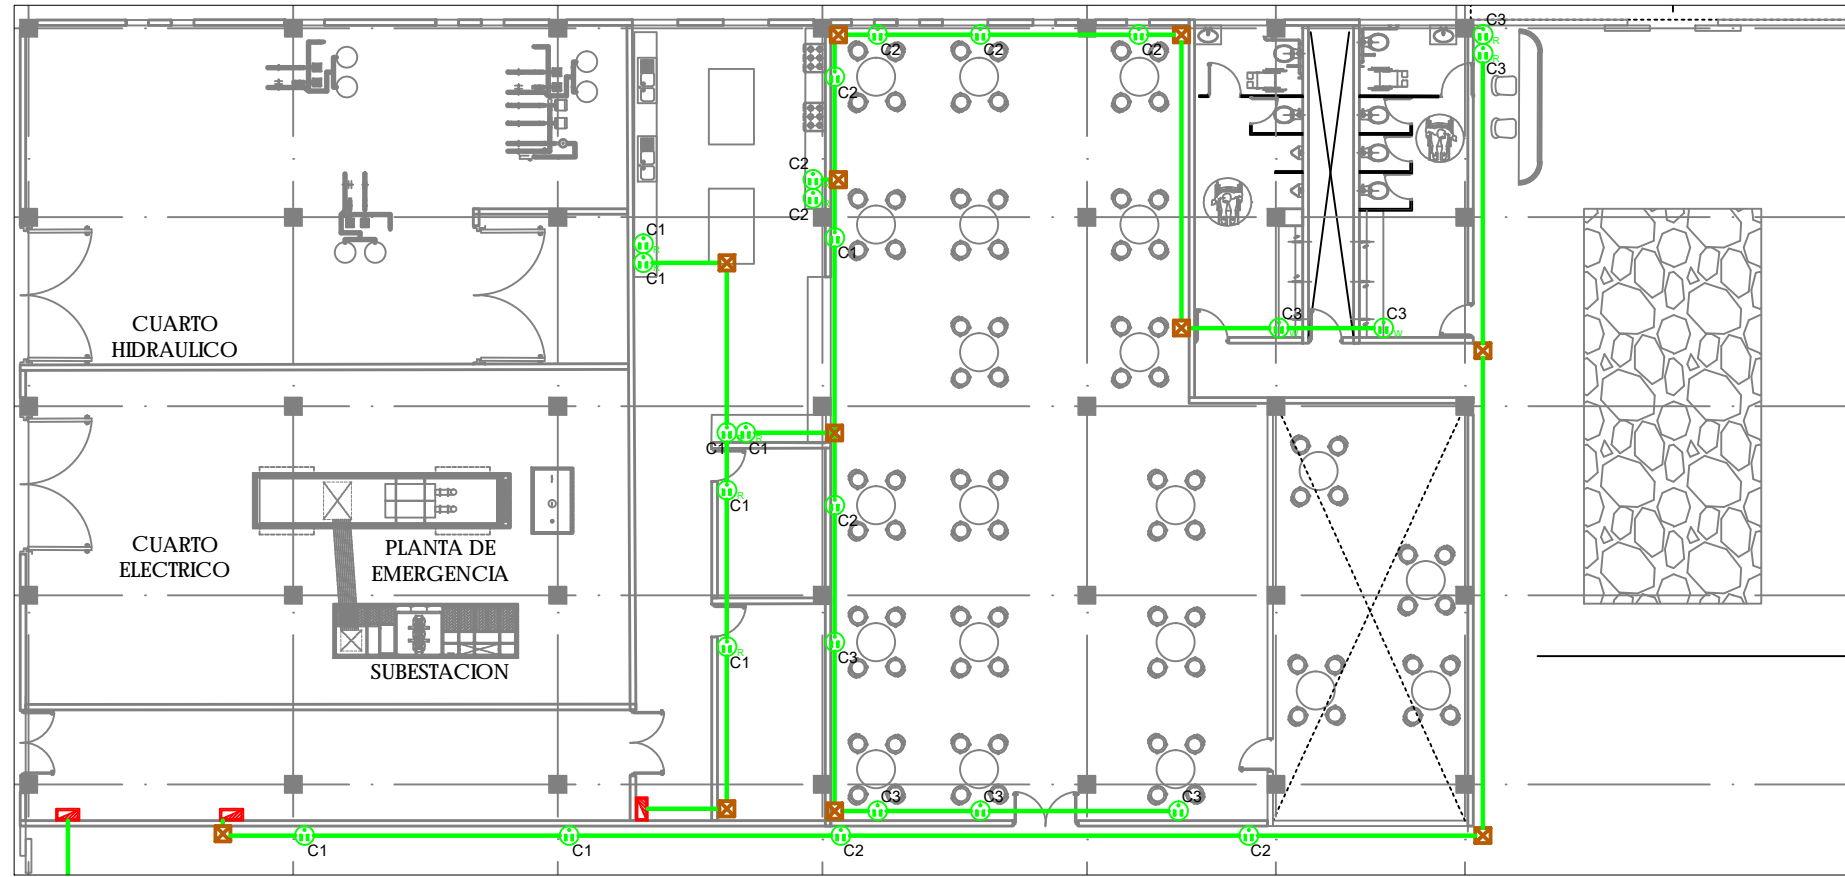 C3
R
C2
C2
C2
R
C3
C2
C2
C2
C1
R
R
C1
C1
C3
C3
W
W
CUARTO
HIDRAULICO
R
C1
C1
R
C1
C2
CUARTO
ELECTRICO
PLANTA DE
EMERGENCIA
R
C1
C3
SUBESTACION
C3
C3
C3
C1
C1
C2
C2